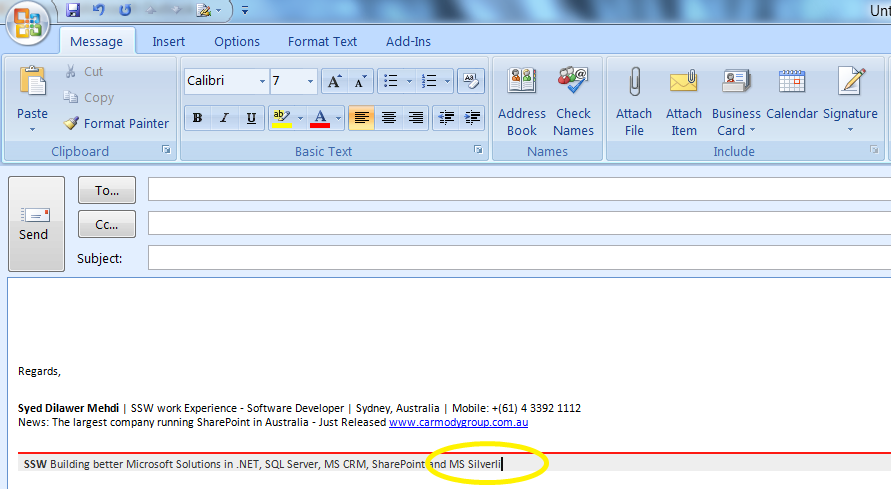 Unt
Message Insert Options Format Text Add-Ins
Paste
Cut
Copy
Format Painter
Clipboard
Calibri 7 A A
B I U ab A
Basic Text
Address Book
Check Names
Names
Attach File
Attach Item
Business Card
Calendar
Signature
Include
Send
To...
Cc...
Subject:
Regards,
Syed Dilawer Mehdi | SSW work Experience - Software Developer | Sydney, Australia | Mobile: +(61) 4 3392 1112
News: The largest company running SharePoint in Australia - Just Released www.carmodygroup.com.au
SSW Building better Microsoft Solutions in .NET, SQL Server, MS CRM, SharePoint and MS Silverli